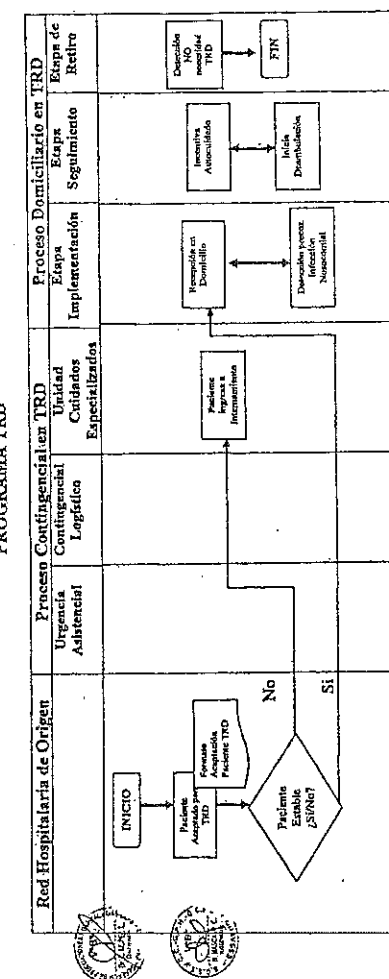 PROGRAMA TRD
Red Hospitalaria de Origen
Proceso Contingencial en TRD
Proceso Domiciliario en TRD
Urgencia
Asistencial
Contingencial
Logístico
Unidad
Cuidados
Especializados
Etapa
Implementación
Etapa
Seguimiento
Etapa de
Retiro
INICIO
Paciente
Aceptado por
TRD
Formato
Aceptación
Paciente TRD
Paciente
Estable
¿Si/No?
No
Si
Paciente
ingresa a
Internamiento
Recepción en
Domicilio
Detección precoz
Infección
Nosocomial
Incentiva
Autocuidado
Inicia
Deambulación
Detección
NO
necesidad
TRD
FIN